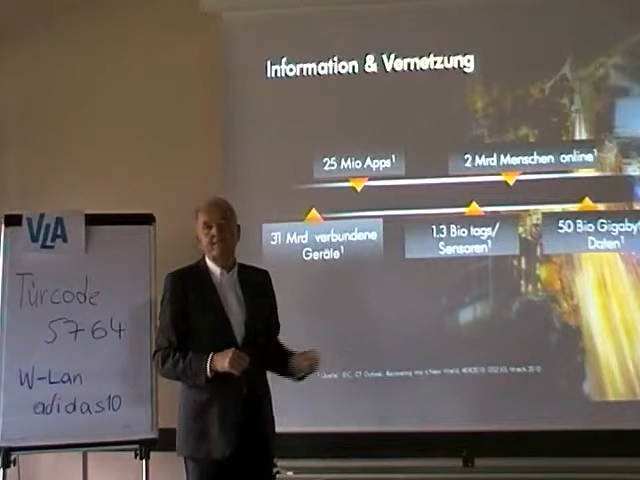 Information & Vernetzung
25 Mio Apps¹
2 Mrd Menschen online¹
31 Mrd verbundene
Geräte¹
1.3 Bio tags/
Sensoren¹
50 Bio Gigabyt
Daten¹
VLA
Türcode
5764
W-Lan
adidas10